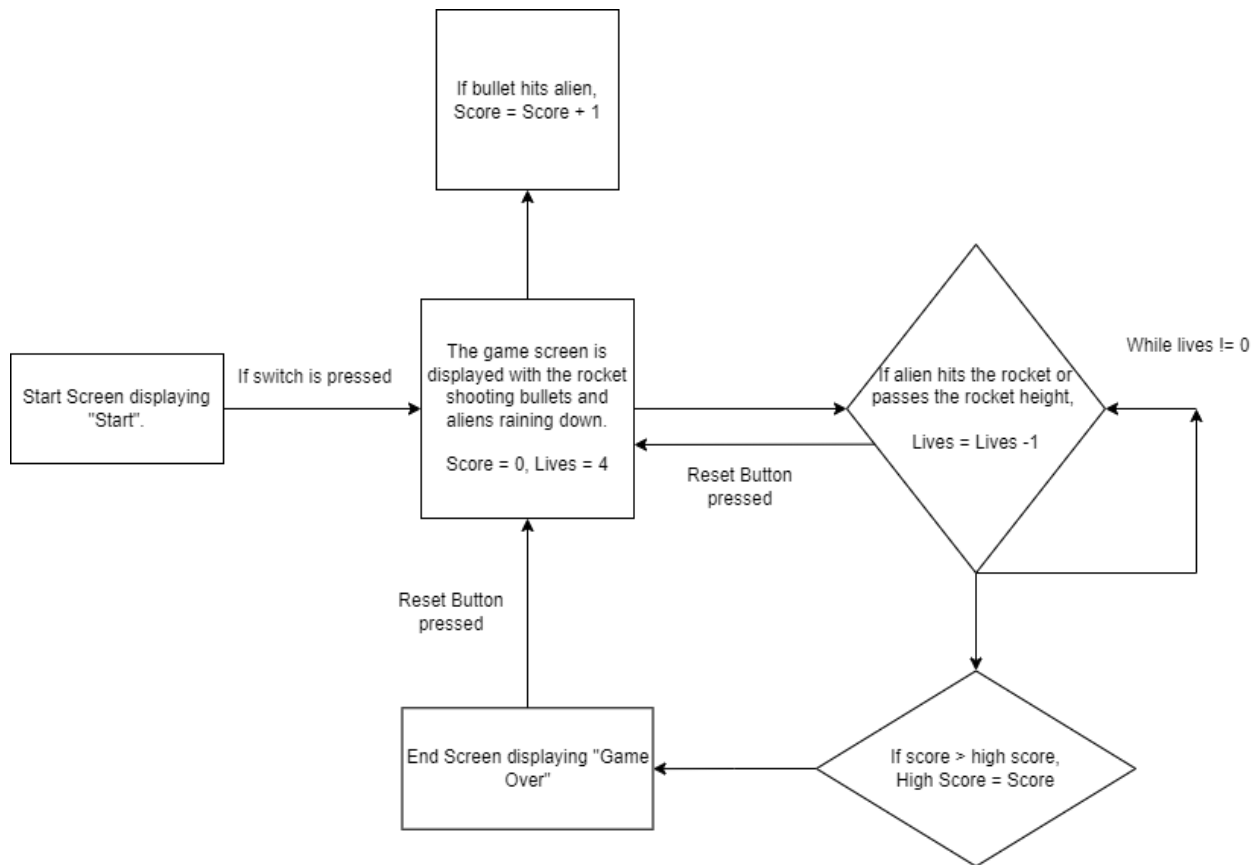 If bullet hits alien,
Score = Score + 1
The game screen is
displayed with the rocket
shooting bullets and
aliens raining down.
Score = 0, Lives = 4
While lives != 0
If switch is pressed
Start Screen displaying
"Start".
If alien hits the rocket or
passes the rocket height,
Lives = Lives -1
Reset Button
pressed
Reset Button
pressed
End Screen displaying "Game
Over"
If score > high score,
High Score = Score